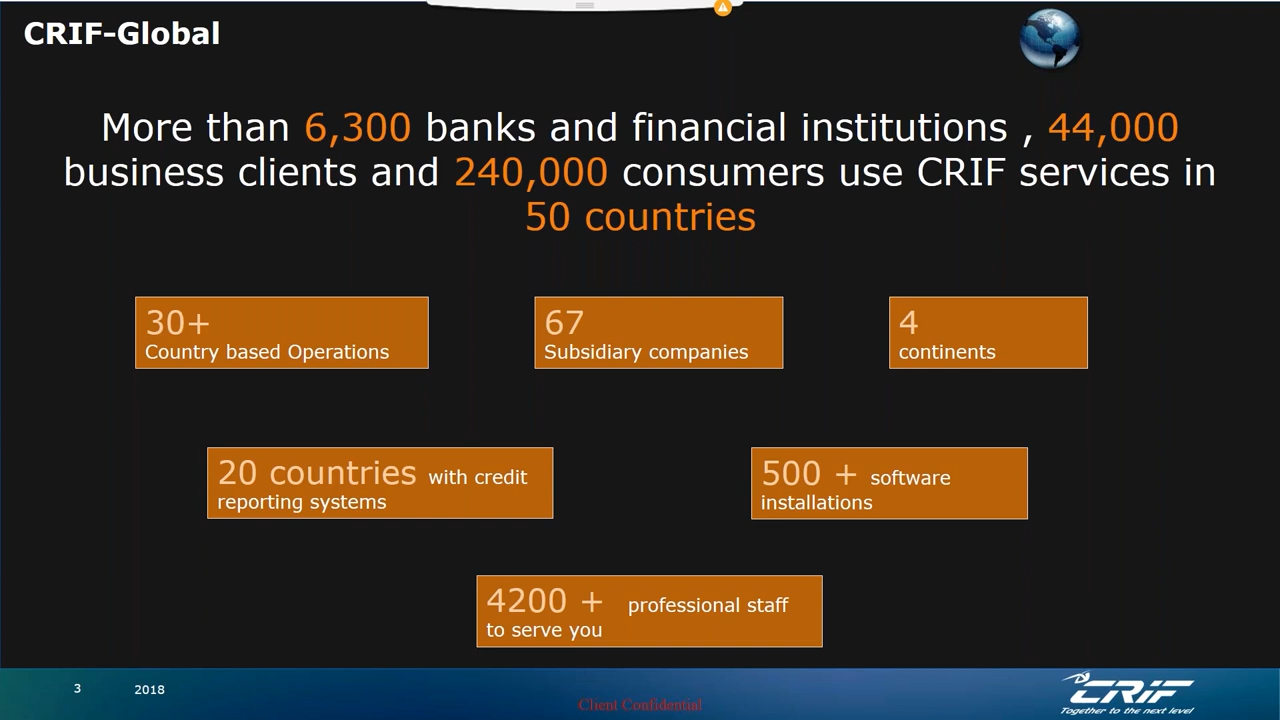 CRIF-Global
More than 6,300 banks and financial institutions , 44,000
business clients and 240,000 consumers use CRIF services in
50 countries
30+
Country based Operations
67
Subsidiary companies
4
continents
20 countries with credit
reporting systems
500 + software
installations
4200 + professional staff
to serve you
3
2018
Client Confidential
CRIF
Together to the next level